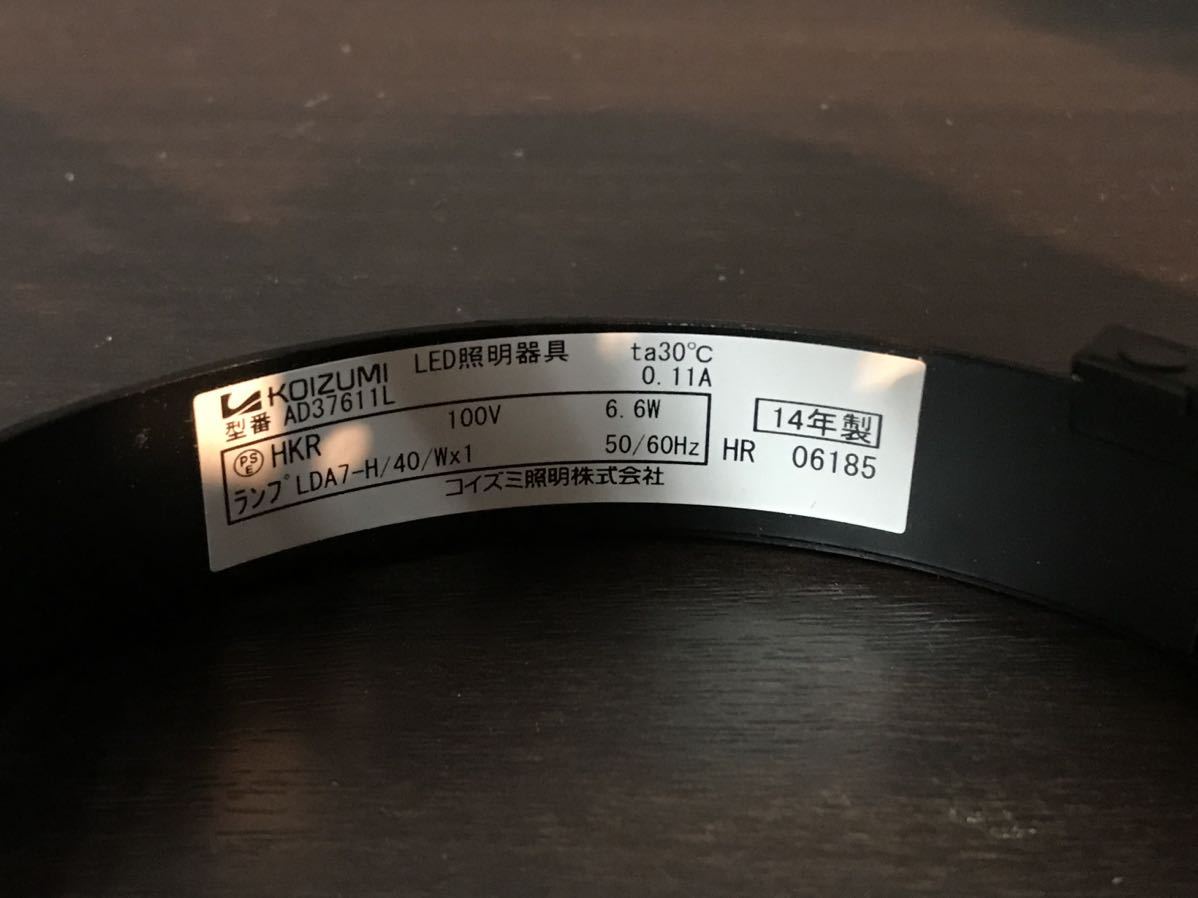 KOIZUMI LED照明器具 ta30℃
型番 AD37611L 0.11A
PSE HKR 100V 6.6W
ランプ LDA7-H/40/Wx1 50/60Hz
コイズミ照明株式会社
14年製
HR 06185